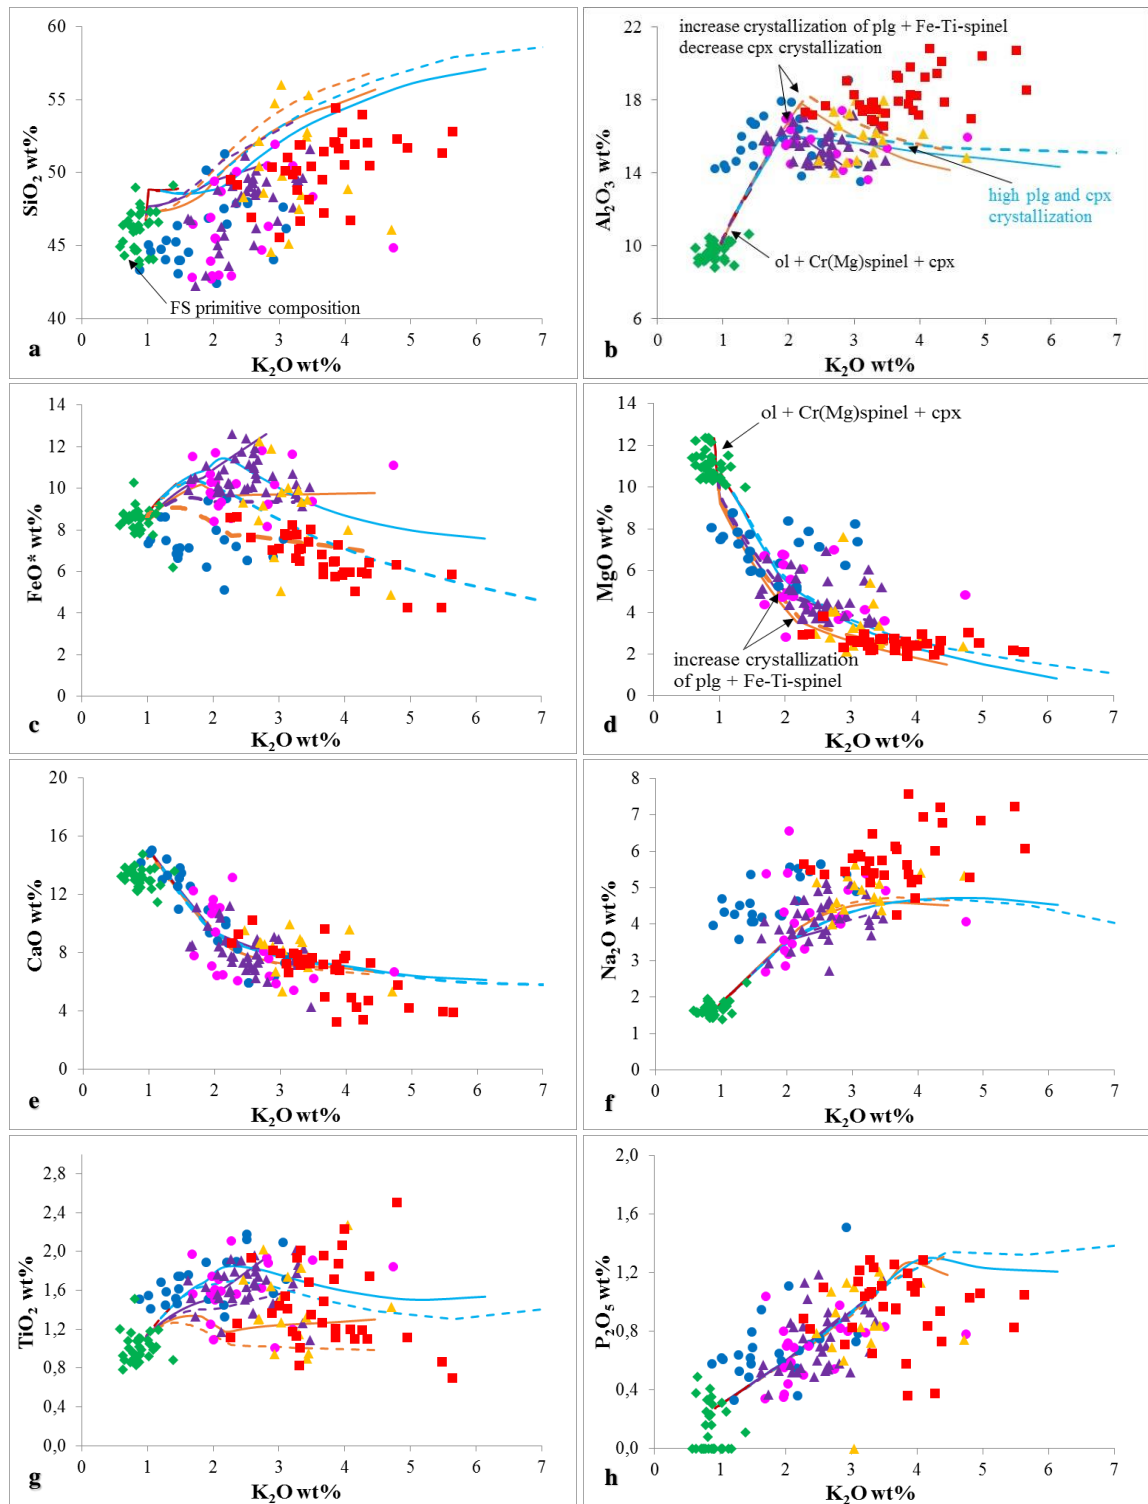 60
55
50
45
40
SiO2 wt%
FS primitive composition
0 1 2 3 4 5 6 7
a
K2O wt%
22
18
14
10
6
Al2O3 wt%
increase crystallization of plg + Fe-Ti-spinel
decrease cpx crystallization
high plg and cpx
crystallization
ol + Cr(Mg)spinel + cpx
0 1 2 3 4 5 6 7
b
K2O wt%
14
12
10
8
6
4
2
0
FeO* wt%
0 1 2 3 4 5 6 7
c
K2O wt%
14
12
10
8
6
4
2
0
MgO wt%
ol + Cr(Mg)spinel + cpx
increase crystallization
of plg + Fe-Ti-spinel
0 1 2 3 4 5 6 7
d
K2O wt%
20
16
12
8
4
0
CaO wt%
0 1 2 3 4 5 6 7
e
K2O wt%
8
7
6
5
4
3
2
1
0
Na2O wt%
0 1 2 3 4 5 6 7
f
K2O wt%
2,8
2,4
2,0
1,6
1,2
0,8
0,4
0,0
TiO2 wt%
0 1 2 3 4 5 6 7
g
K2O wt%
2,0
1,6
1,2
0,8
0,4
0,0
P2O5 wt%
0 1 2 3 4 5 6 7
h
K2O wt%